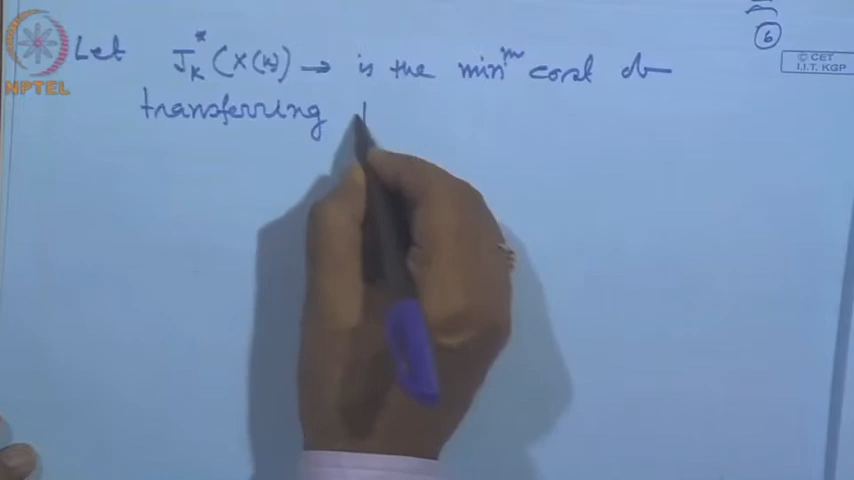 6
Let J*K (X(k)) → is the minm cost of
© CET
I.I.T. KGP
transferring
NPTEL